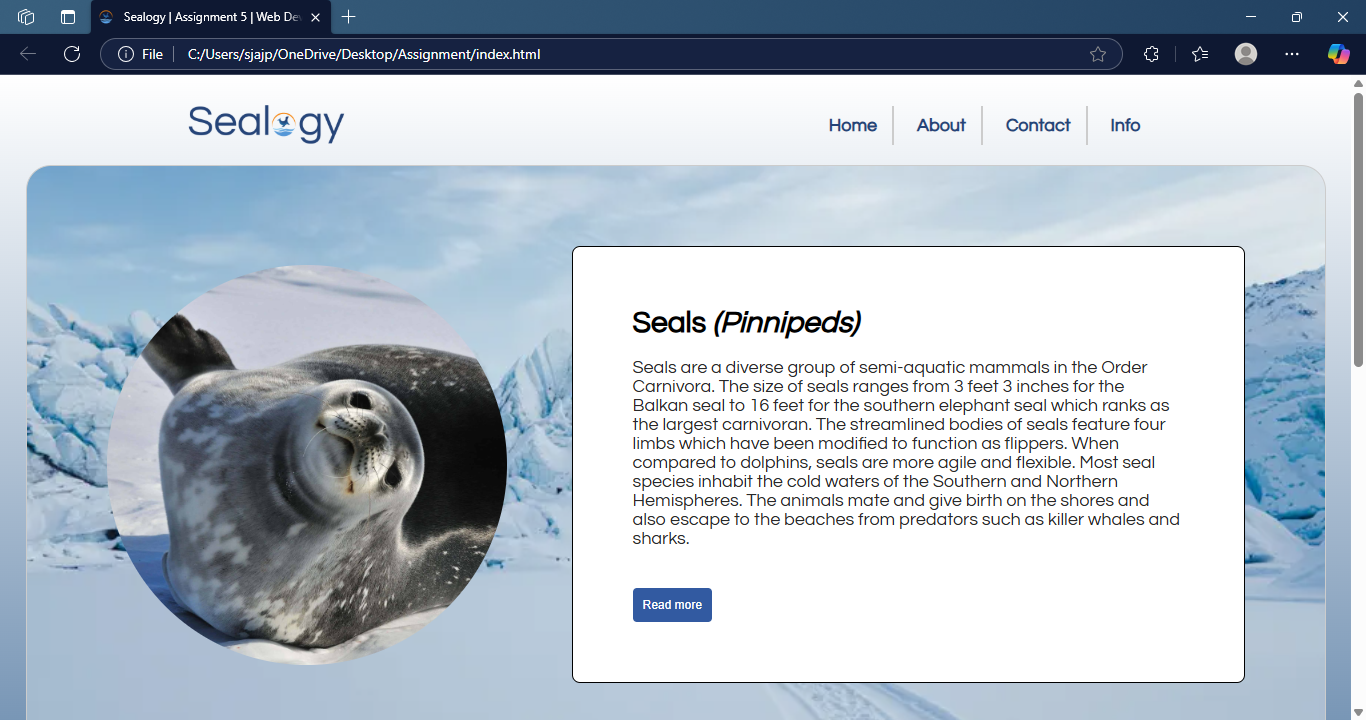 Sealogy | Assignment 5 | Web De
File
C:/Users/sjajp/OneDrive/Desktop/Assignment/index.html
Sealogy
Home
About
Contact
Info
Seals (Pinnipeds)
Seals are a diverse group of semi-aquatic mammals in the Order
Carnivora. The size of seals ranges from 3 feet 3 inches for the
Balkan seal to 16 feet for the southern elephant seal which ranks as
the largest carnivoran. The streamlined bodies of seals feature four
limbs which have been modified to function as flippers. When
compared to dolphins, seals are more agile and flexible. Most seal
species inhabit the cold waters of the Southern and Northern
Hemispheres. The animals mate and give birth on the shores and
also escape to the beaches from predators such as killer whales and
sharks.
Read more